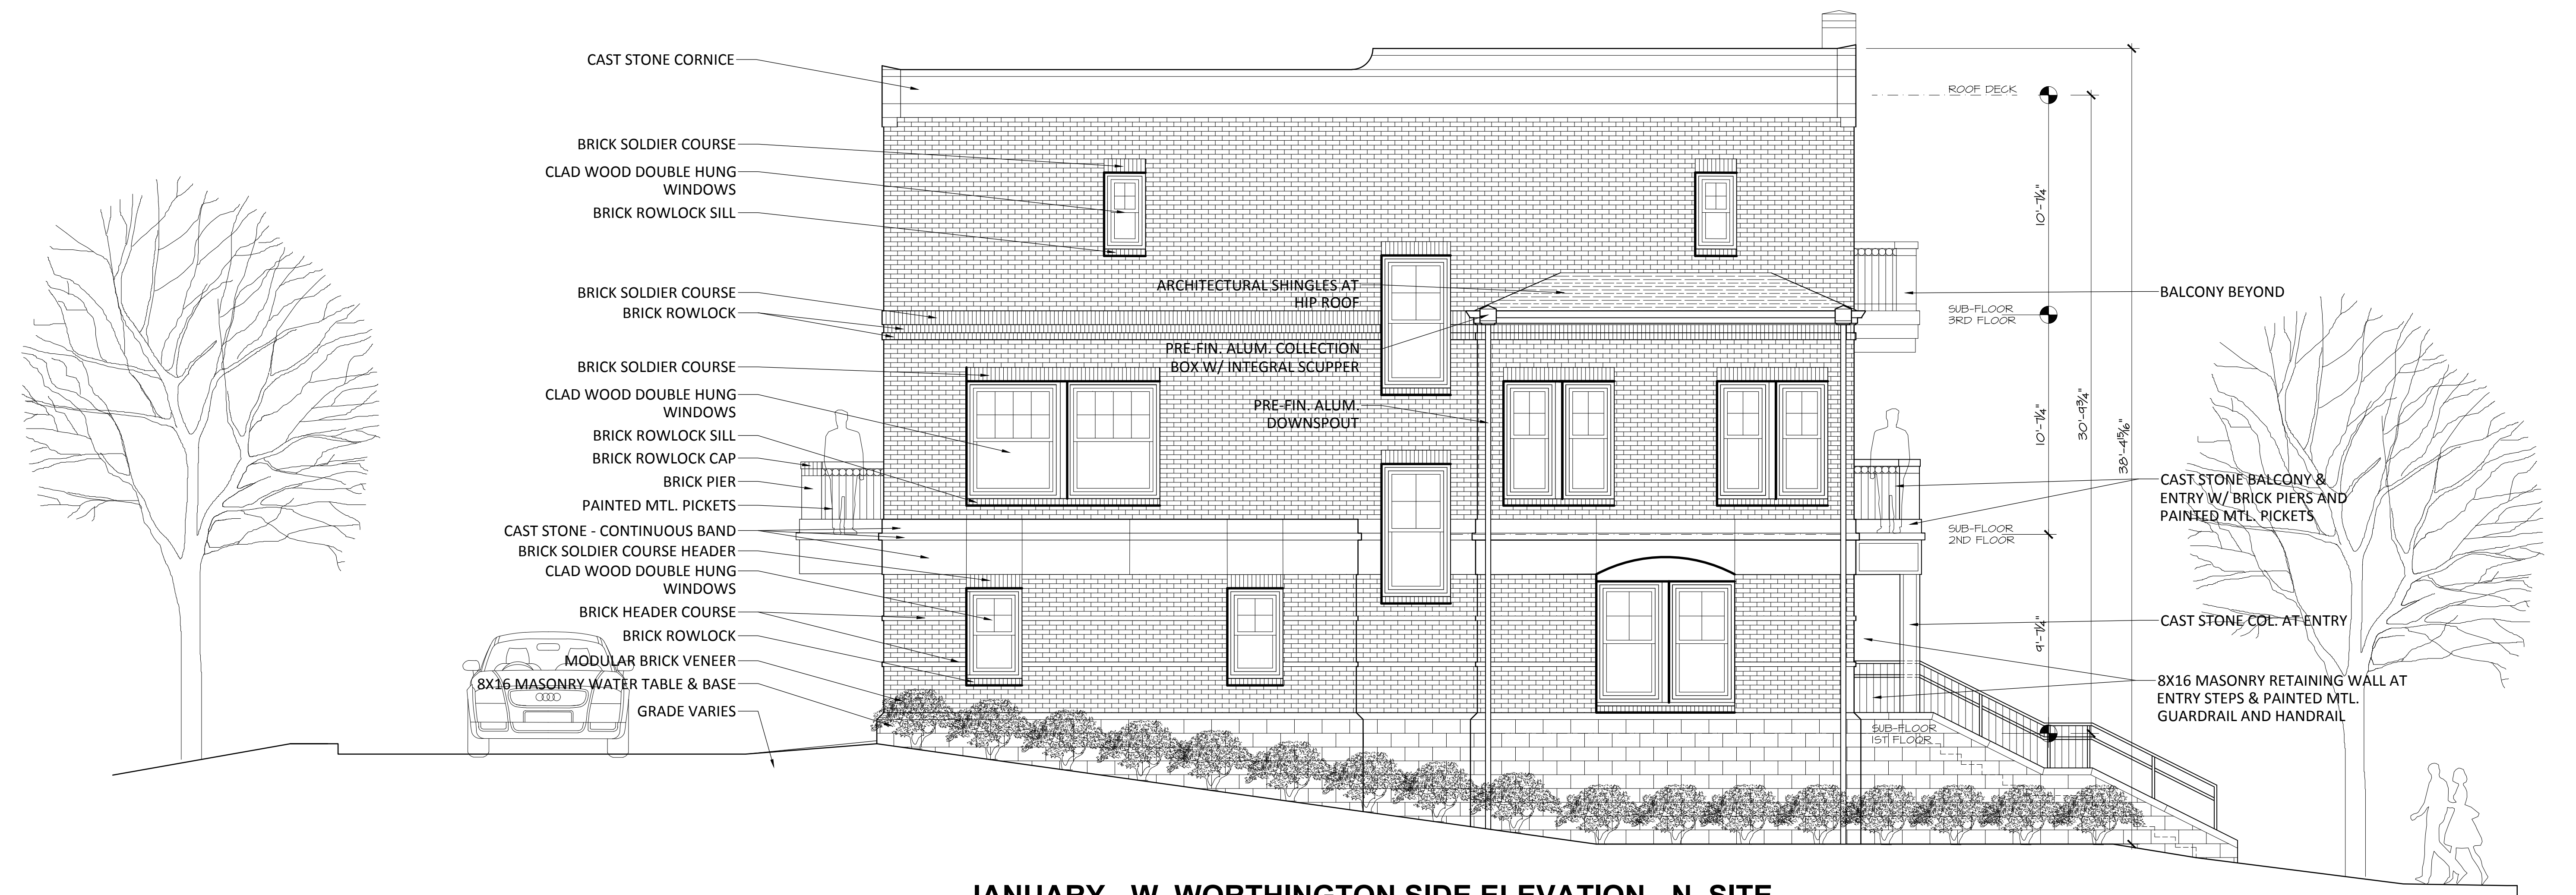 CAST STONE CORNICE
BRICK SOLDIER COURSE
CLAD WOOD DOUBLE HUNG
WINDOWS
BRICK ROWLOCK SILL
BRICK SOLDIER COURSE
BRICK ROWLOCK
BRICK SOLDIER COURSE
CLAD WOOD DOUBLE HUNG
WINDOWS
BRICK ROWLOCK SILL
BRICK ROWLOCK CAP
BRICK PIER
PAINTED MTL. PICKETS
CAST STONE - CONTINUOUS BAND
BRICK SOLDIER COURSE HEADER
CLAD WOOD DOUBLE HUNG
WINDOWS
BRICK HEADER COURSE
BRICK ROWLOCK
MODULAR BRICK VENEER
8X16 MASONRY WATER TABLE & BASE
GRADE VARIES
ARCHITECTURAL SHINGLES AT
HIP ROOF
PRE-FIN. ALUM. COLLECTION
BOX W/ INTEGRAL SCUPPER
PRE-FIN. ALUM.
DOWNSPOUT
ROOF DECK
SUB-FLOOR
3RD FLOOR
SUB-FLOOR
2ND FLOOR
SUB-FLOOR
1ST FLOOR
10'-7¼"
10'-7¼"
9'-7¼"
30'-9¾"
38'-4 15/16"
BALCONY BEYOND
CAST STONE BALCONY &
ENTRY W/ BRICK PIERS AND
PAINTED MTL. PICKETS
CAST STONE COL. AT ENTRY
8X16 MASONRY RETAINING WALL AT
ENTRY STEPS & PAINTED MTL.
GUARDRAIL AND HANDRAIL
JANUARY - W. WORTHINGTON SIDE ELEVATION - N. SITE